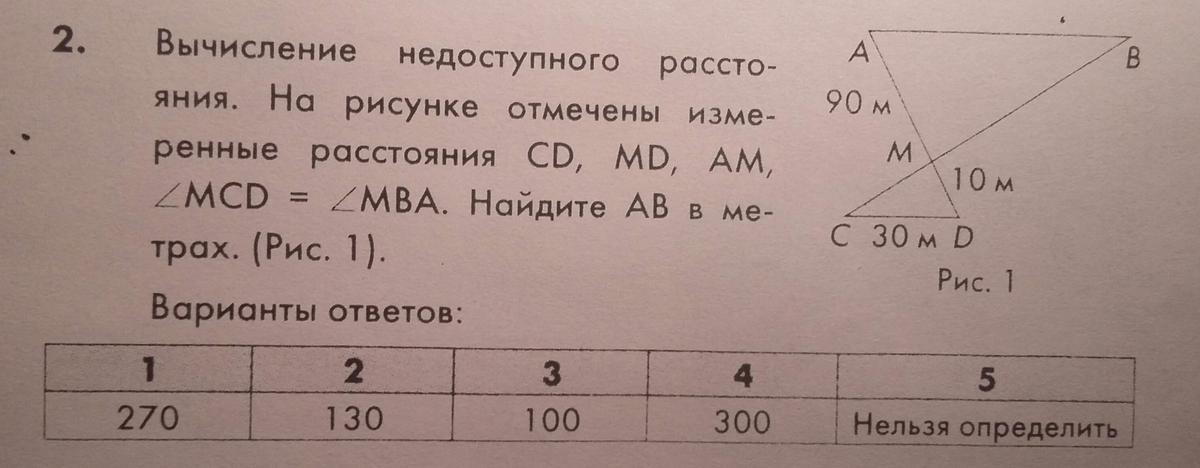 2. Вычисление недоступного рассто-
яния. На рисунке отмечены изме-
ренные расстояния CD, MD, AM,
∠MCD = ∠MBA. Найдите AB в ме-
трах. (Рис. 1).
A
B
90 м
M
10 м
C 30 м D
Рис. 1
Варианты ответов:
1 2 3 4 5
270 130 100 300 Нельзя определить